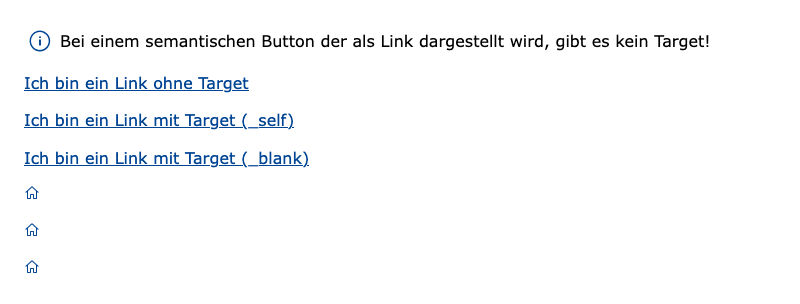 Bei einem semantischen Button der als Link dargestellt wird, gibt es kein Target!
Ich bin ein Link ohne Target
Ich bin ein Link mit Target (_self)
Ich bin ein Link mit Target (_blank)